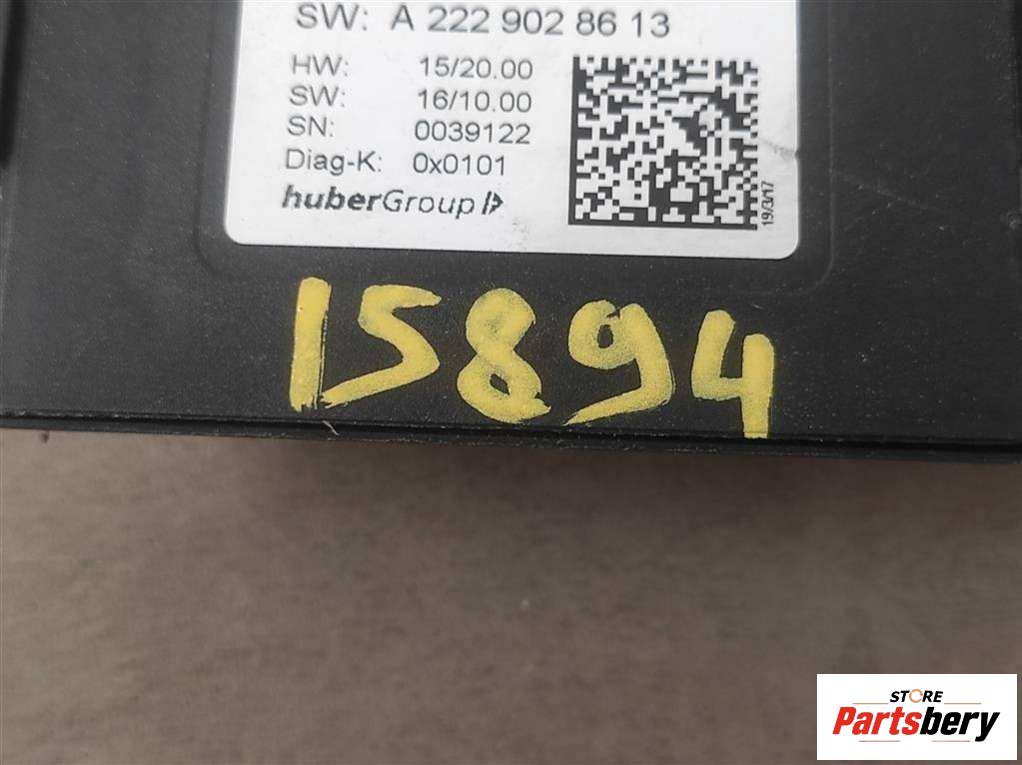 SW: A 222 902 86 13
HW: 15/20.00
SW: 16/10.00
SN: 0039122
Diag-K: 0x0101
huberGroup
19/3/17
15894
STORE
Partsbery